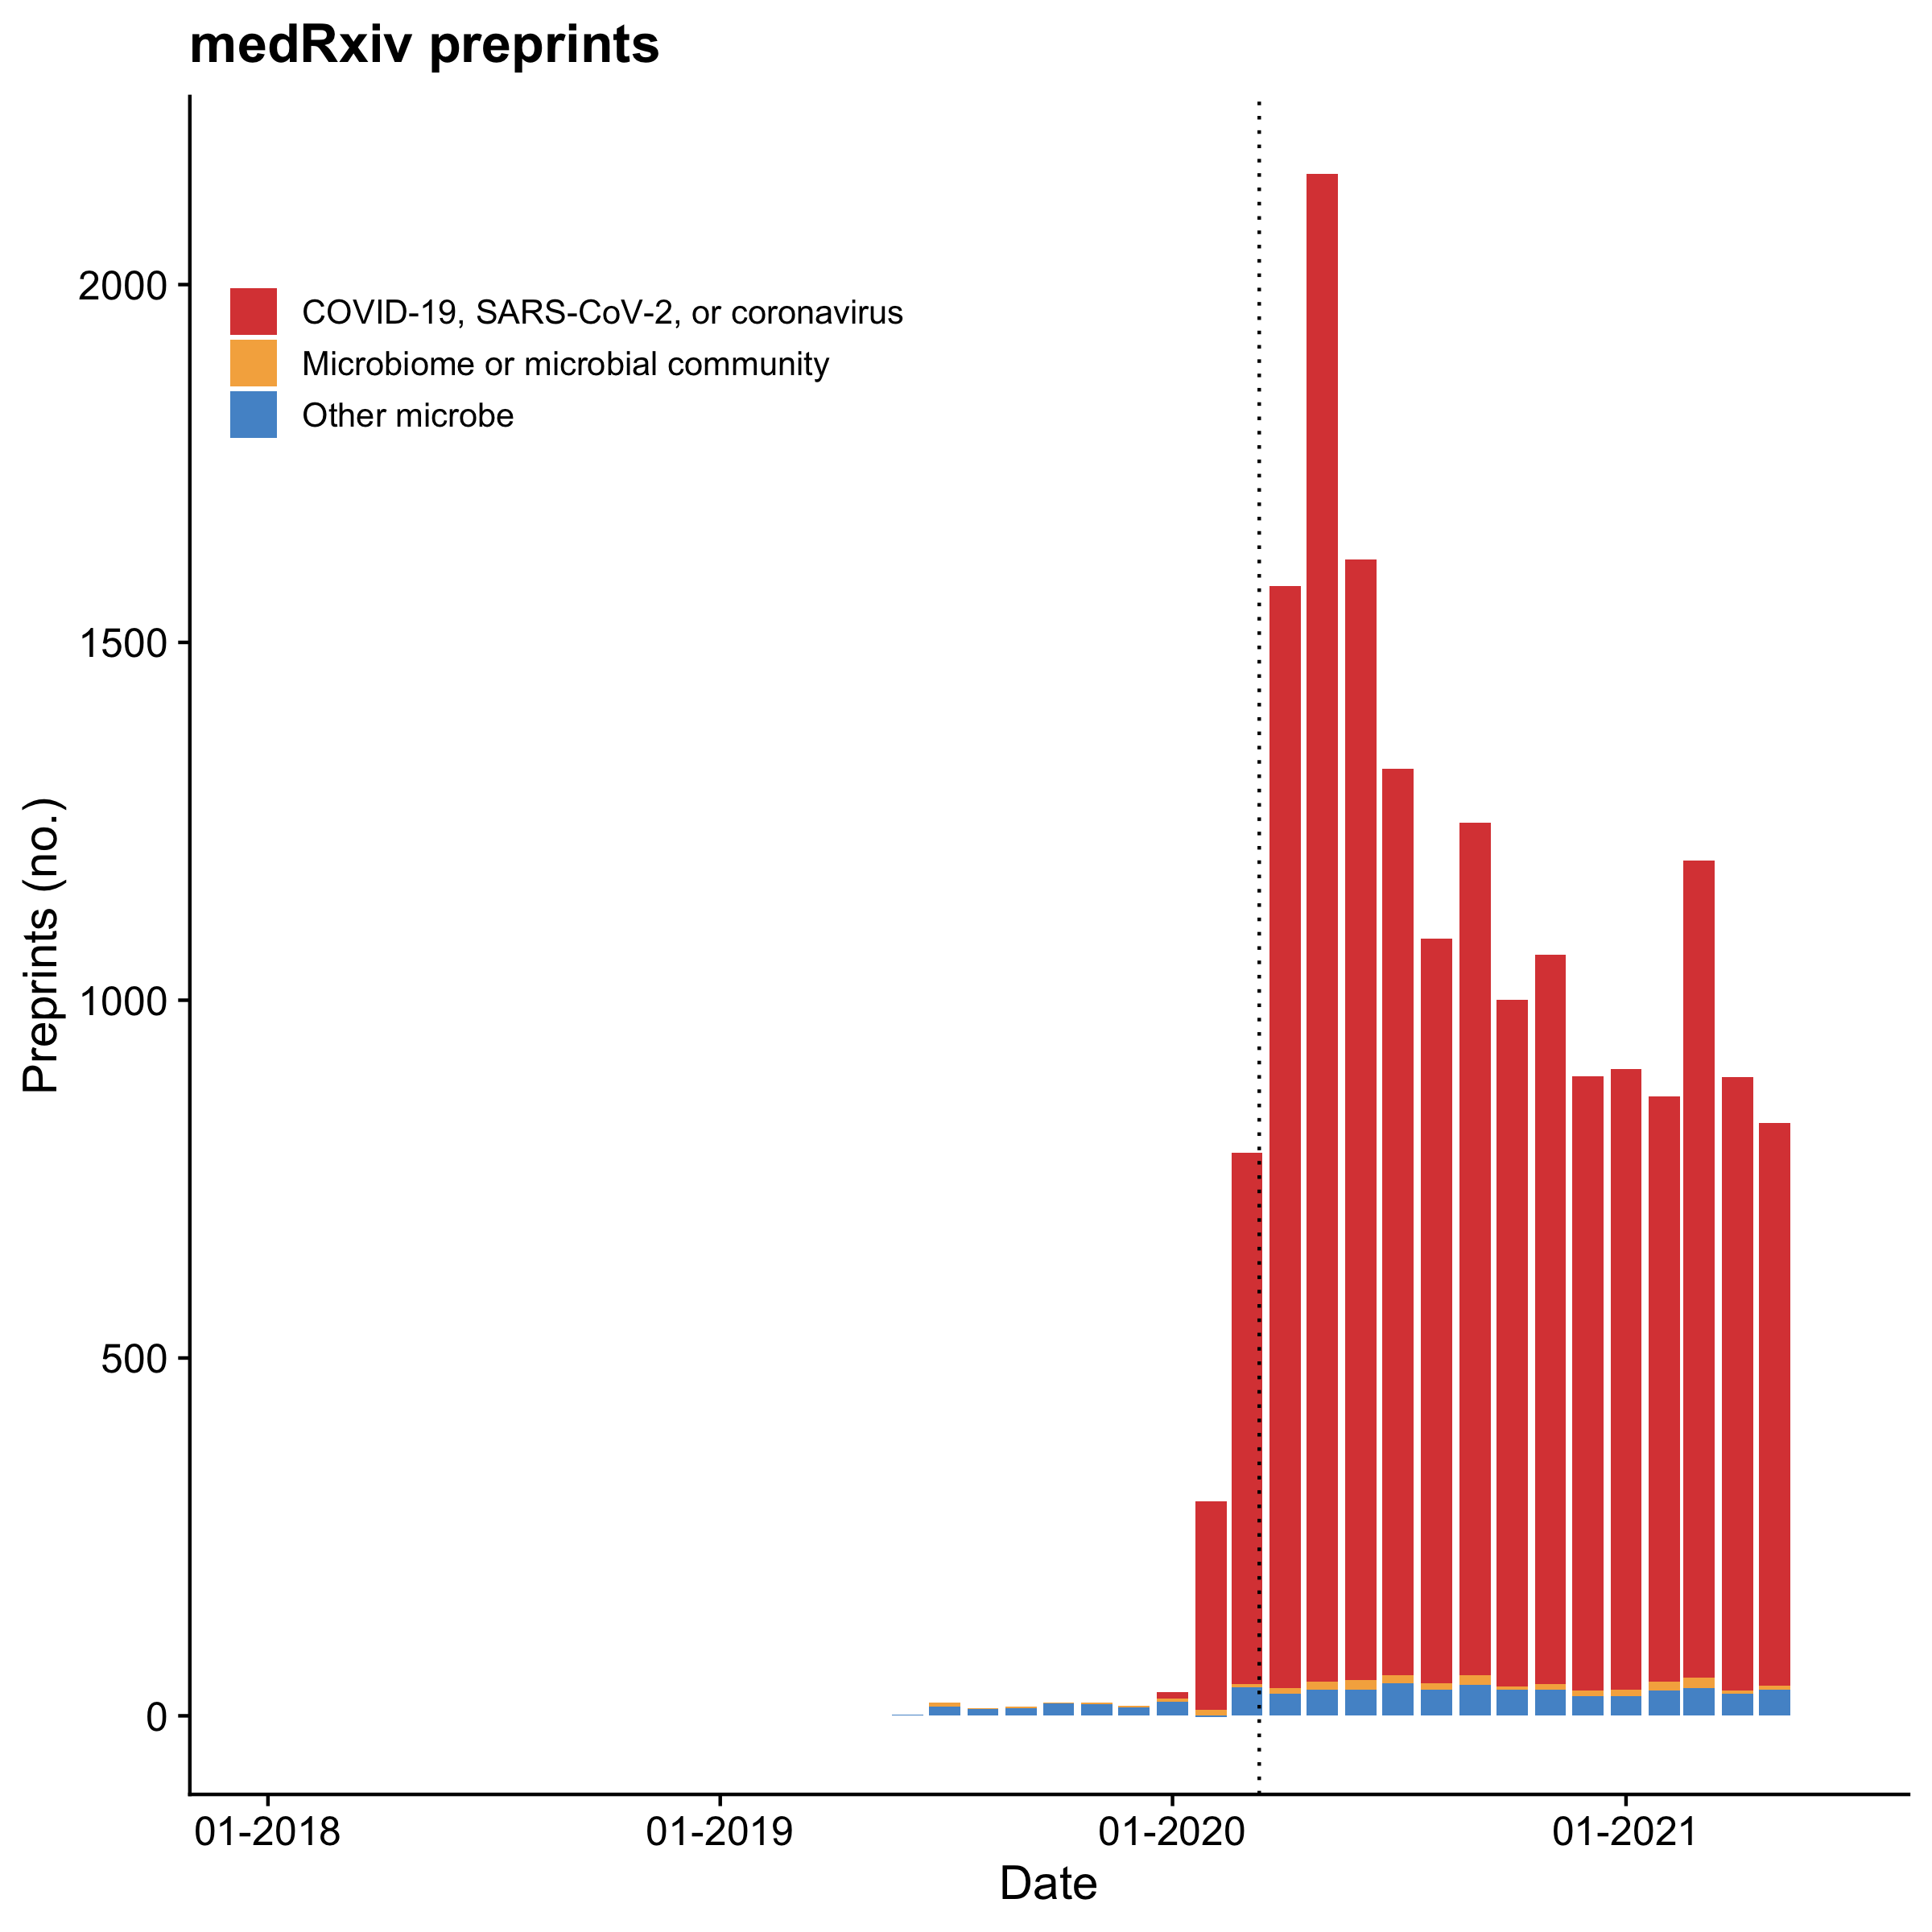 medRxiv preprints
2000
1500
1000
500
0
Preprints (no.)
COVID-19, SARS-CoV-2, or coronavirus
Microbiome or microbial community
Other microbe
01-2018
01-2019
01-2020
01-2021
Date